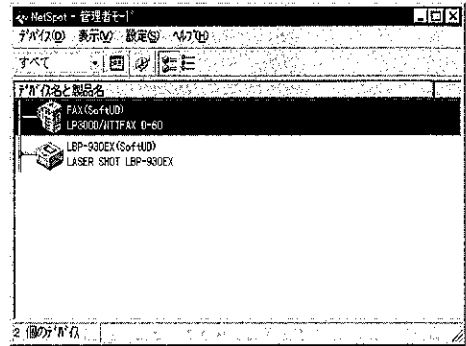 NetSpot - 管理者ﾓｰﾄﾞ
ﾃﾞﾊﾞｲｽ(D) 表示(V) 設定(S) ﾍﾙﾌﾟ(H)
すべて
ﾃﾞﾊﾞｲｽ名と製品名
FAX(SoftUD)
LP3000/NTTFAX D-60
LBP-930EX(SoftUD)
LASER SHOT LBP-930EX
2 個のﾃﾞﾊﾞｲｽ